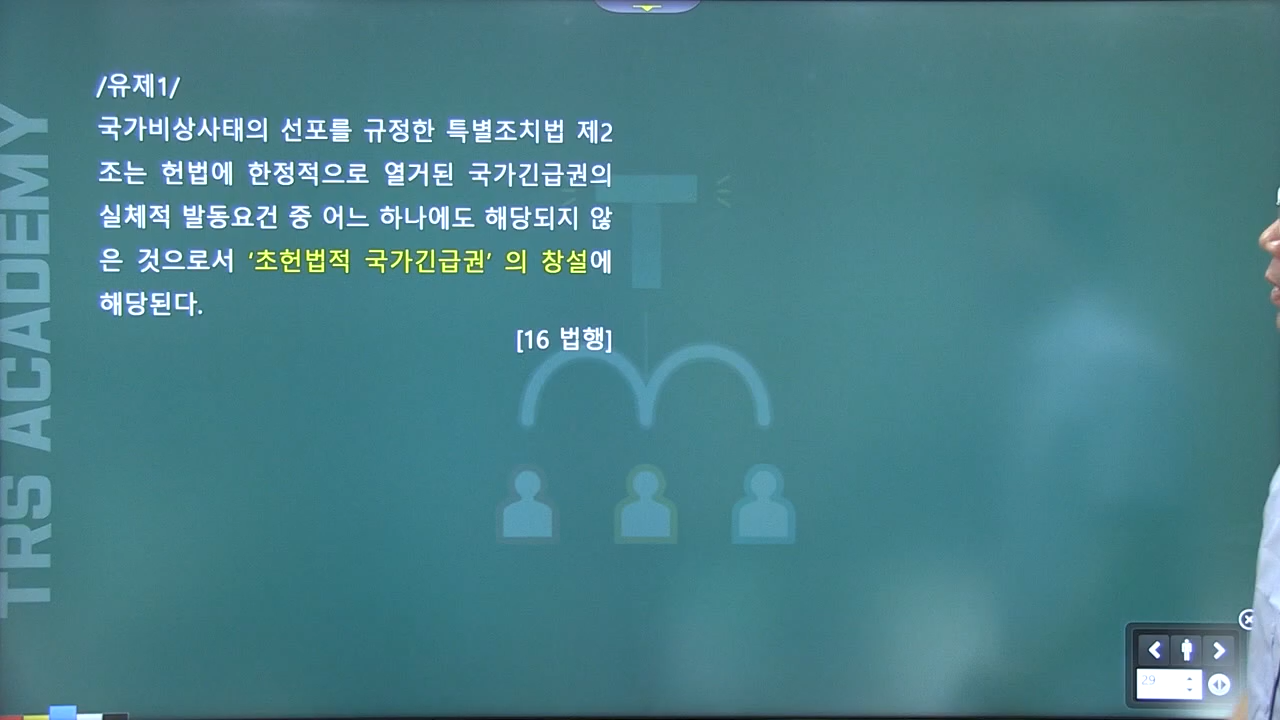 /유제1/
국가비상사태의 선포를 규정한 특별조치법 제2
조는 헌법에 한정적으로 열거된 국가긴급권의
실체적 발동요건 중 어느 하나에도 해당되지 않
은 것으로서 ‘초헌법적 국가긴급권’ 의 창설에
해당된다.
[16 법행]
TRS ACADEMY
29